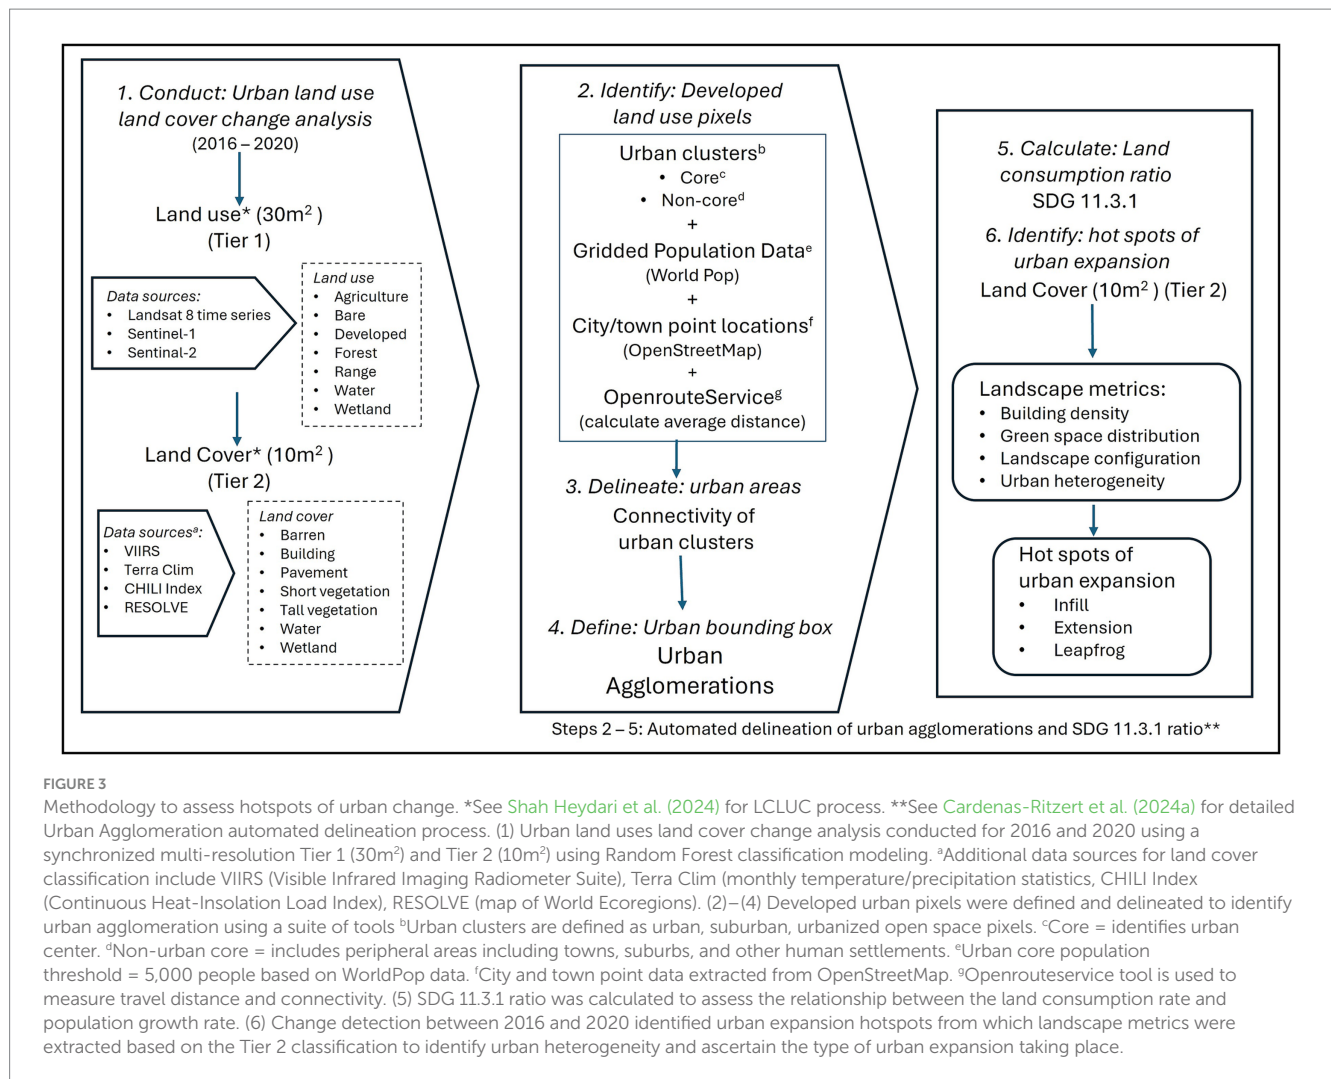 1. Conduct: Urban land use
land cover change analysis
(2016 – 2020)
Land use* (30m²)
(Tier 1)
Data sources:
• Landsat 8 time series
• Sentinel-1
• Sentinal-2
Land use
• Agriculture
• Bare
• Developed
• Forest
• Range
• Water
• Wetland
Land Cover* (10m²)
(Tier 2)
Data sourcesᵃ:
• VIIRS
• Terra Clim
• CHILI Index
• RESOLVE
Land cover
• Barren
• Building
• Pavement
• Short vegetation
• Tall vegetation
• Water
• Wetland
2. Identify: Developed
land use pixels
Urban clustersᵇ
• Coreᶜ
• Non-coreᵈ
+
Gridded Population Dataᵉ
(World Pop)
+
City/town point locationsᶠ
(OpenStreetMap)
+
OpenrouteServiceᵍ
(calculate average distance)
3. Delineate: urban areas
Connectivity of
urban clusters
4. Define: Urban bounding box
Urban
Agglomerations
5. Calculate: Land
consumption ratio
SDG 11.3.1
6. Identify: hot spots of
urban expansion
Land Cover (10m²) (Tier 2)
Landscape metrics:
• Building density
• Green space distribution
• Landscape configuration
• Urban heterogeneity
Hot spots of
urban expansion
• Infill
• Extension
• Leapfrog
Steps 2 – 5: Automated delineation of urban agglomerations and SDG 11.3.1 ratio**
FIGURE 3
Methodology to assess hotspots of urban change. *See Shah Heydari et al. (2024) for LCLUC process. **See Cardenas-Ritzert et al. (2024a) for detailed
Urban Agglomeration automated delineation process. (1) Urban land uses land cover change analysis conducted for 2016 and 2020 using a
synchronized multi-resolution Tier 1 (30m²) and Tier 2 (10m²) using Random Forest classification modeling. ᵃAdditional data sources for land cover
classification include VIIRS (Visible Infrared Imaging Radiometer Suite), Terra Clim (monthly temperature/precipitation statistics, CHILI Index
(Continuous Heat-Insolation Load Index), RESOLVE (map of World Ecoregions). (2)–(4) Developed urban pixels were defined and delineated to identify
urban agglomeration using a suite of tools ᵇUrban clusters are defined as urban, suburban, urbanized open space pixels. ᶜCore = identifies urban
center. ᵈNon-urban core = includes peripheral areas including towns, suburbs, and other human settlements. ᵉUrban core population
threshold = 5,000 people based on WorldPop data. ᶠCity and town point data extracted from OpenStreetMap. ᵍOpenrouteservice tool is used to
measure travel distance and connectivity. (5) SDG 11.3.1 ratio was calculated to assess the relationship between the land consumption rate and
population growth rate. (6) Change detection between 2016 and 2020 identified urban expansion hotspots from which landscape metrics were
extracted based on the Tier 2 classification to identify urban heterogeneity and ascertain the type of urban expansion taking place.